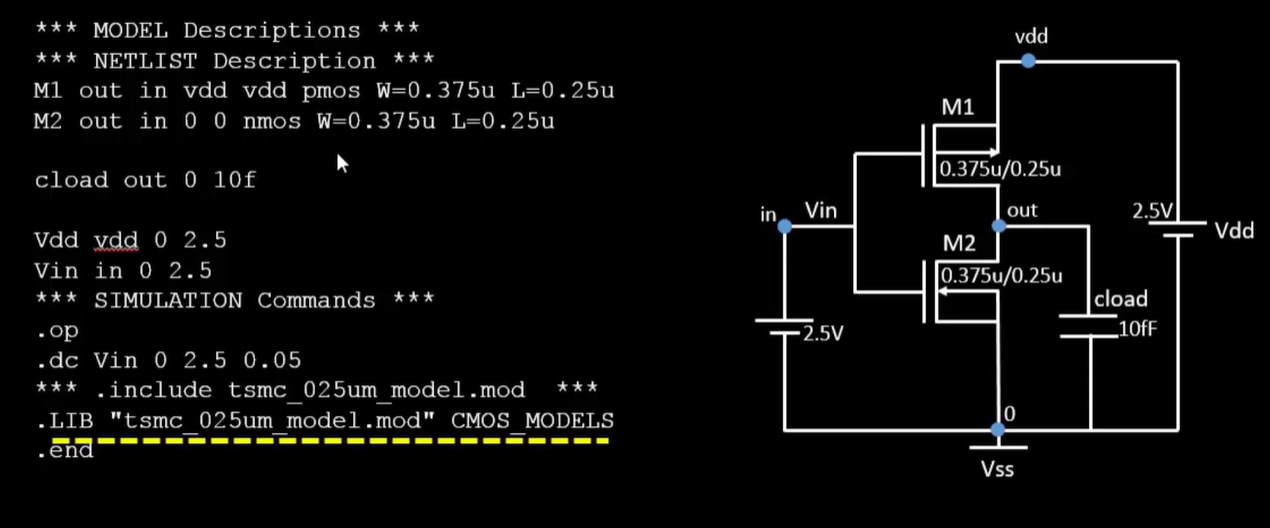 *** MODEL Descriptions ***
*** NETLIST Description ***
M1 out in vdd vdd pmos W=0.375u L=0.25u
M2 out in 0 0 nmos W=0.375u L=0.25u
cload out 0 10f
Vdd vdd 0 2.5
Vin in 0 2.5
*** SIMULATION Commands ***
.op
.dc Vin 0 2.5 0.05
*** .include tsmc_025um_model.mod ***
.LIB "tsmc_025um_model.mod" CMOS_MODELS
.end
vdd
M1
0.375u/0.25u
in
Vin
out
2.5V
Vdd
M2
0.375u/0.25u
cload
10fF
2.5V
0
Vss